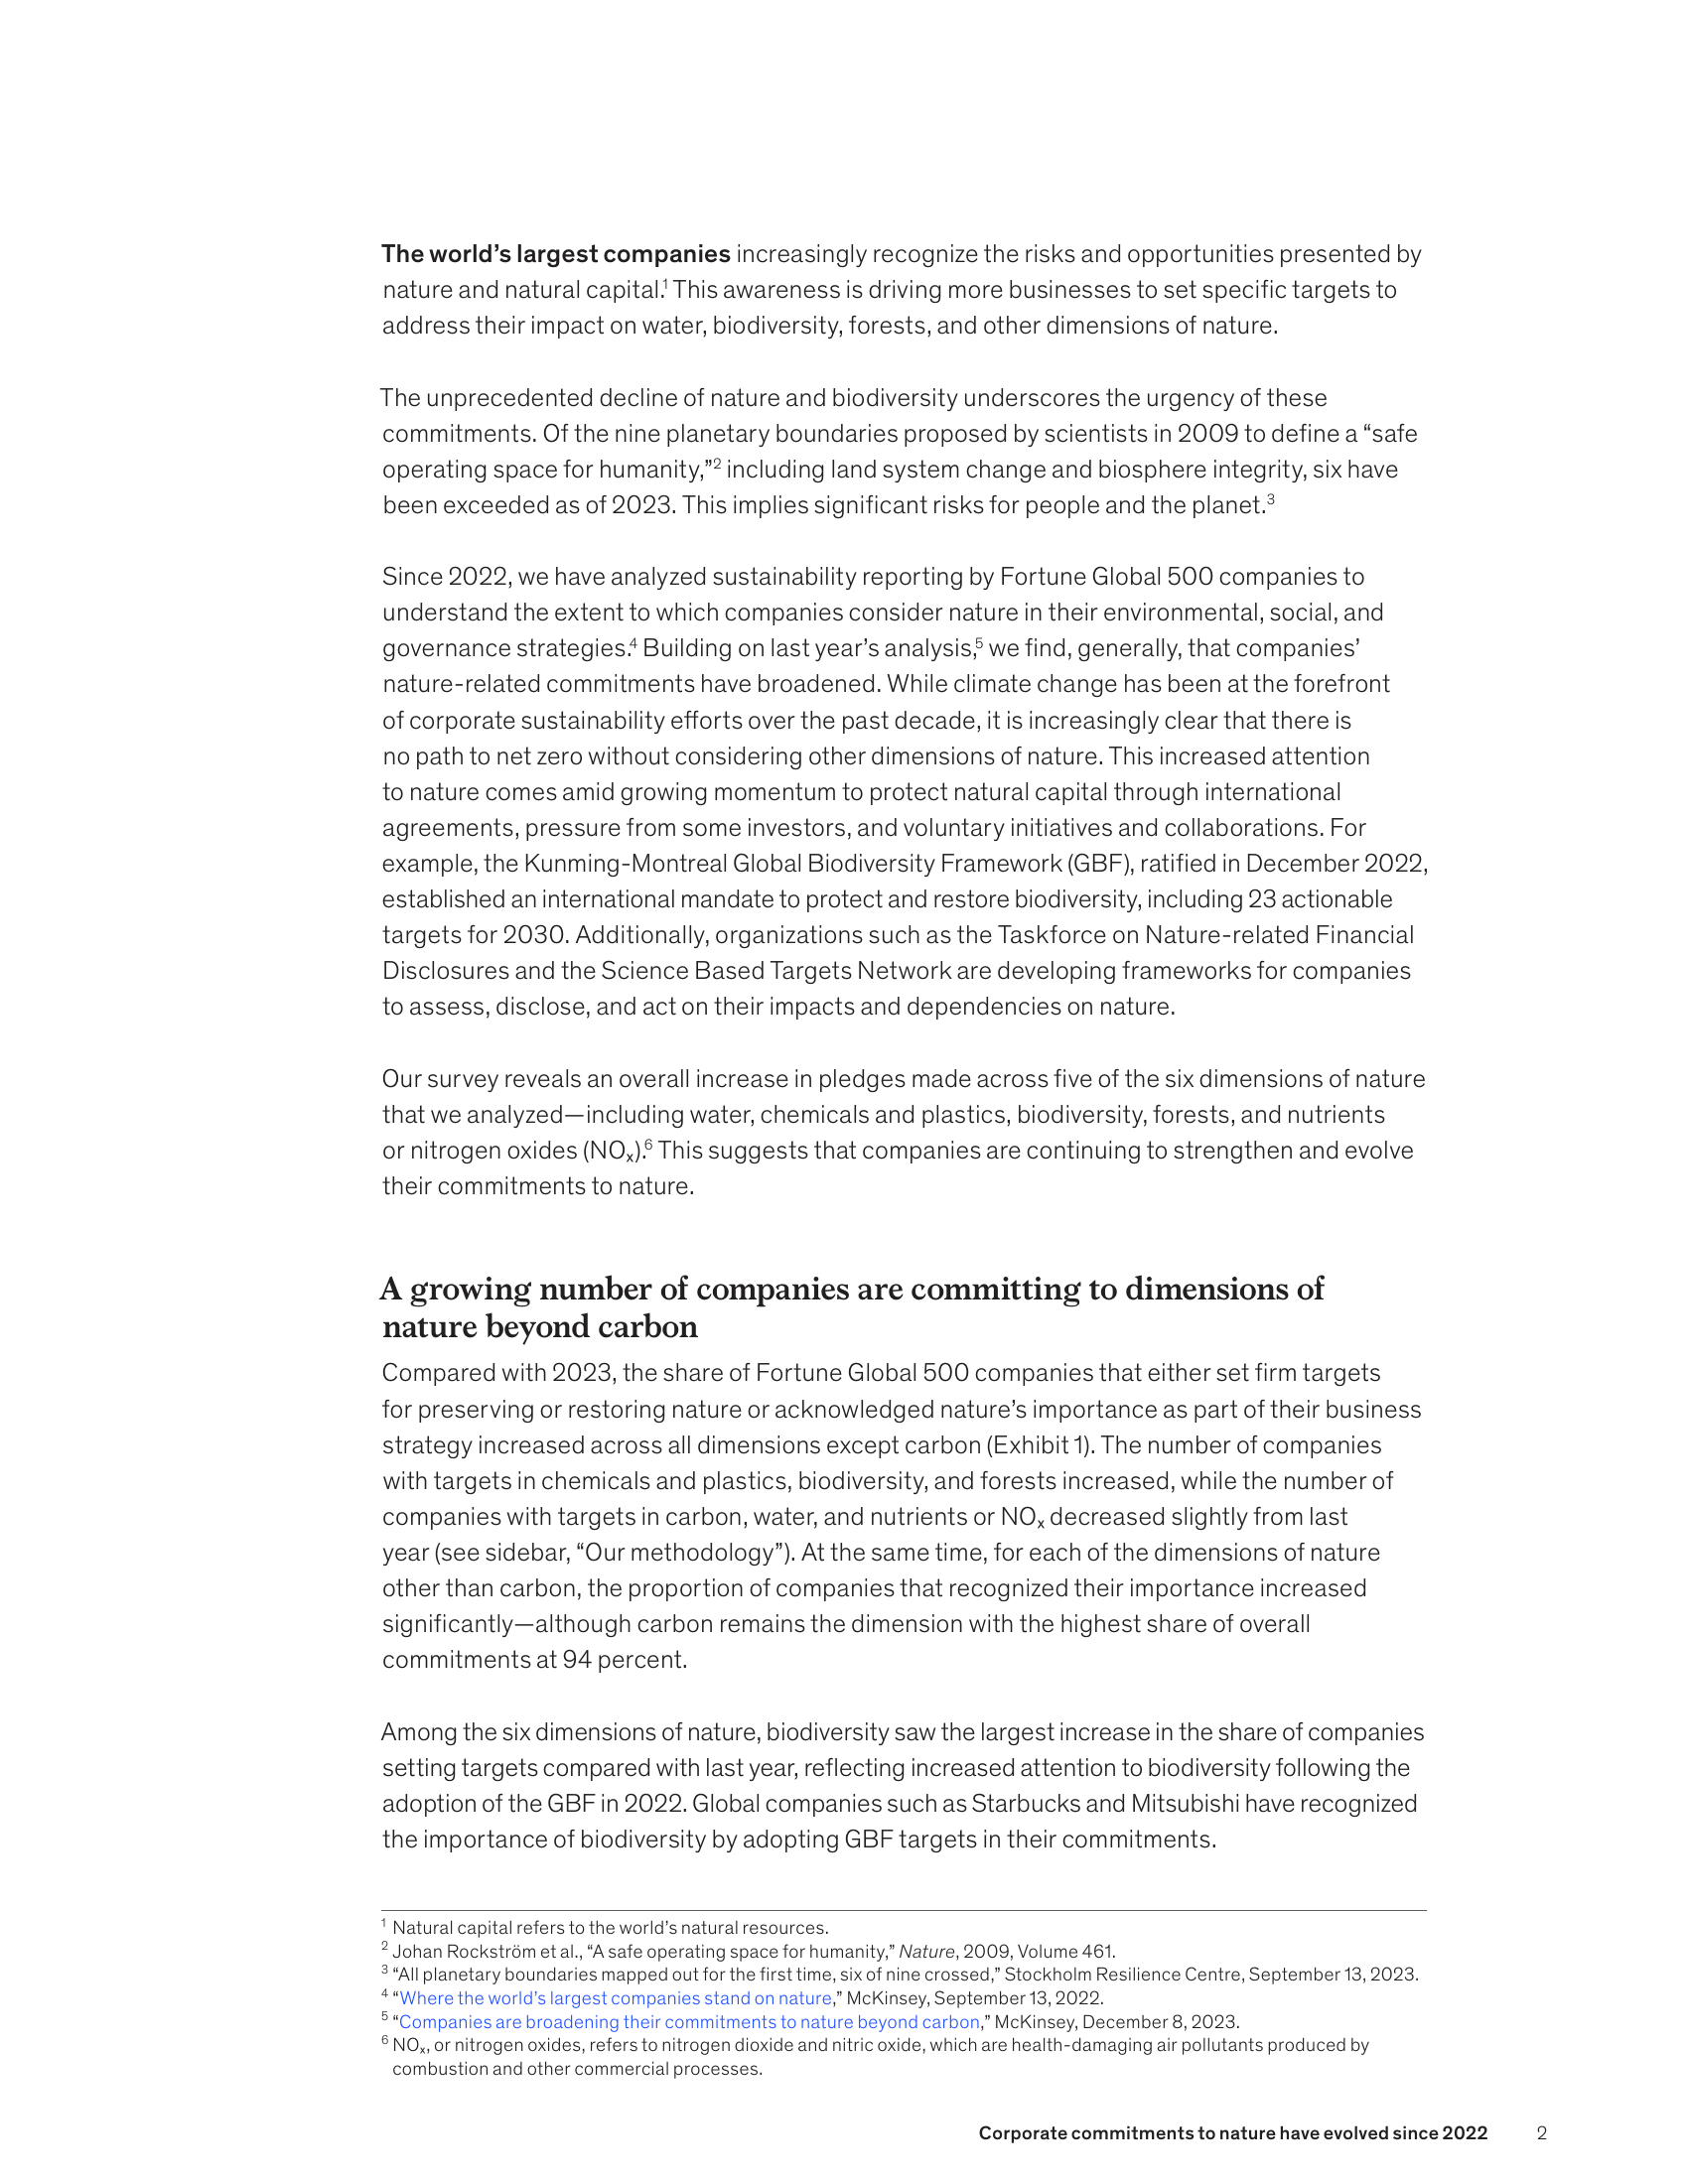 The world’s largest companies increasingly recognize the risks and opportunities presented by
nature and natural capital.¹ This awareness is driving more businesses to set specific targets to
address their impact on water, biodiversity, forests, and other dimensions of nature.
The unprecedented decline of nature and biodiversity underscores the urgency of these
commitments. Of the nine planetary boundaries proposed by scientists in 2009 to define a “safe
operating space for humanity,”² including land system change and biosphere integrity, six have
been exceeded as of 2023. This implies significant risks for people and the planet.³
Since 2022, we have analyzed sustainability reporting by Fortune Global 500 companies to
understand the extent to which companies consider nature in their environmental, social, and
governance strategies.⁴ Building on last year’s analysis,⁵ we find, generally, that companies’
nature-related commitments have broadened. While climate change has been at the forefront
of corporate sustainability efforts over the past decade, it is increasingly clear that there is
no path to net zero without considering other dimensions of nature. This increased attention
to nature comes amid growing momentum to protect natural capital through international
agreements, pressure from some investors, and voluntary initiatives and collaborations. For
example, the Kunming-Montreal Global Biodiversity Framework (GBF), ratified in December 2022,
established an international mandate to protect and restore biodiversity, including 23 actionable
targets for 2030. Additionally, organizations such as the Taskforce on Nature-related Financial
Disclosures and the Science Based Targets Network are developing frameworks for companies
to assess, disclose, and act on their impacts and dependencies on nature.
Our survey reveals an overall increase in pledges made across five of the six dimensions of nature
that we analyzed—including water, chemicals and plastics, biodiversity, forests, and nutrients
or nitrogen oxides (NOₓ).⁶ This suggests that companies are continuing to strengthen and evolve
their commitments to nature.
A growing number of companies are committing to dimensions of
nature beyond carbon
Compared with 2023, the share of Fortune Global 500 companies that either set firm targets
for preserving or restoring nature or acknowledged nature’s importance as part of their business
strategy increased across all dimensions except carbon (Exhibit 1). The number of companies
with targets in chemicals and plastics, biodiversity, and forests increased, while the number of
companies with targets in carbon, water, and nutrients or NOₓ decreased slightly from last
year (see sidebar, “Our methodology”). At the same time, for each of the dimensions of nature
other than carbon, the proportion of companies that recognized their importance increased
significantly—although carbon remains the dimension with the highest share of overall
commitments at 94 percent.
Among the six dimensions of nature, biodiversity saw the largest increase in the share of companies
setting targets compared with last year, reflecting increased attention to biodiversity following the
adoption of the GBF in 2022. Global companies such as Starbucks and Mitsubishi have recognized
the importance of biodiversity by adopting GBF targets in their commitments.
¹ Natural capital refers to the world’s natural resources.
² Johan Rockström et al., “A safe operating space for humanity,” Nature, 2009, Volume 461.
³ “All planetary boundaries mapped out for the first time, six of nine crossed,” Stockholm Resilience Centre, September 13, 2023.
⁴ “Where the world’s largest companies stand on nature,” McKinsey, September 13, 2022.
⁵ “Companies are broadening their commitments to nature beyond carbon,” McKinsey, December 8, 2023.
⁶ NOₓ, or nitrogen oxides, refers to nitrogen dioxide and nitric oxide, which are health-damaging air pollutants produced by
combustion and other commercial processes.
Corporate commitments to nature have evolved since 2022 2